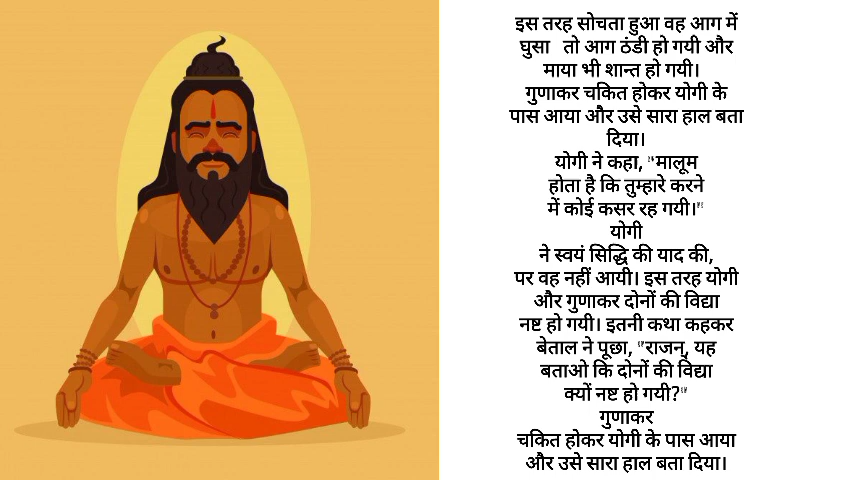 इस तरह सोचता हुआ वह आग में
घुसा तो आग ठंडी हो गयी और
माया भी शान्त हो गयी।
गुणाकर चकित होकर योगी के
पास आया और उसे सारा हाल बता
दिया।
योगी ने कहा, “मालूम
होता है कि तुम्हारे करने
में कोई कसर रह गयी।”
योगी
ने स्वयं सिद्धि की याद की,
पर वह नहीं आयी। इस तरह योगी
और गुणाकर दोनों की विद्या
नष्ट हो गयी। इतनी कथा कहकर
बेताल ने पूछा, “राजन्, यह
बताओ कि दोनों की विद्या
क्यों नष्ट हो गयी?”
गुणाकर
चकित होकर योगी के पास आया
और उसे सारा हाल बता दिया।